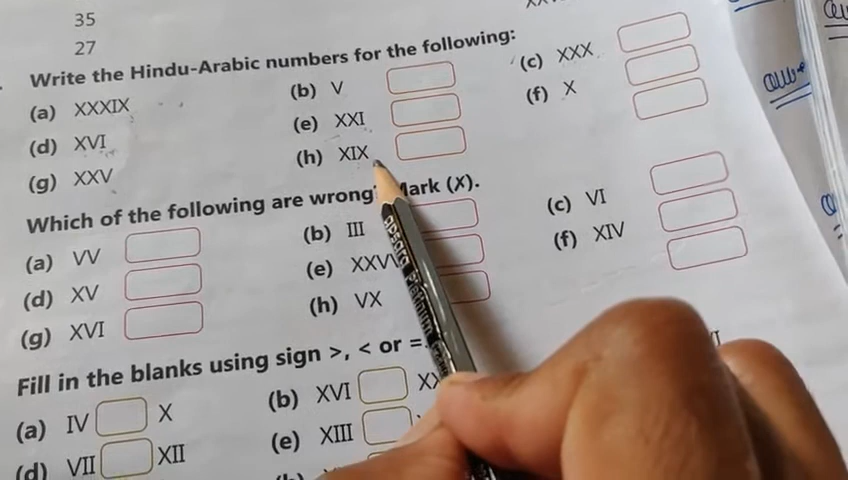 35
27
Write the Hindu-Arabic numbers for the following:
(a) XXXIX (b) V (c) XXX
(d) XVI (e) XXI (f) X
(g) XXV (h) XIX
Which of the following are wrong? Mark (X).
(a) VV (b) III (c) VI
(d) XV (e) XXV (f) XIV
(g) XVI (h) VX
Fill in the blanks using sign >, < or =
(a) IV X (b) XVI
(d) VII XII (e) XIII